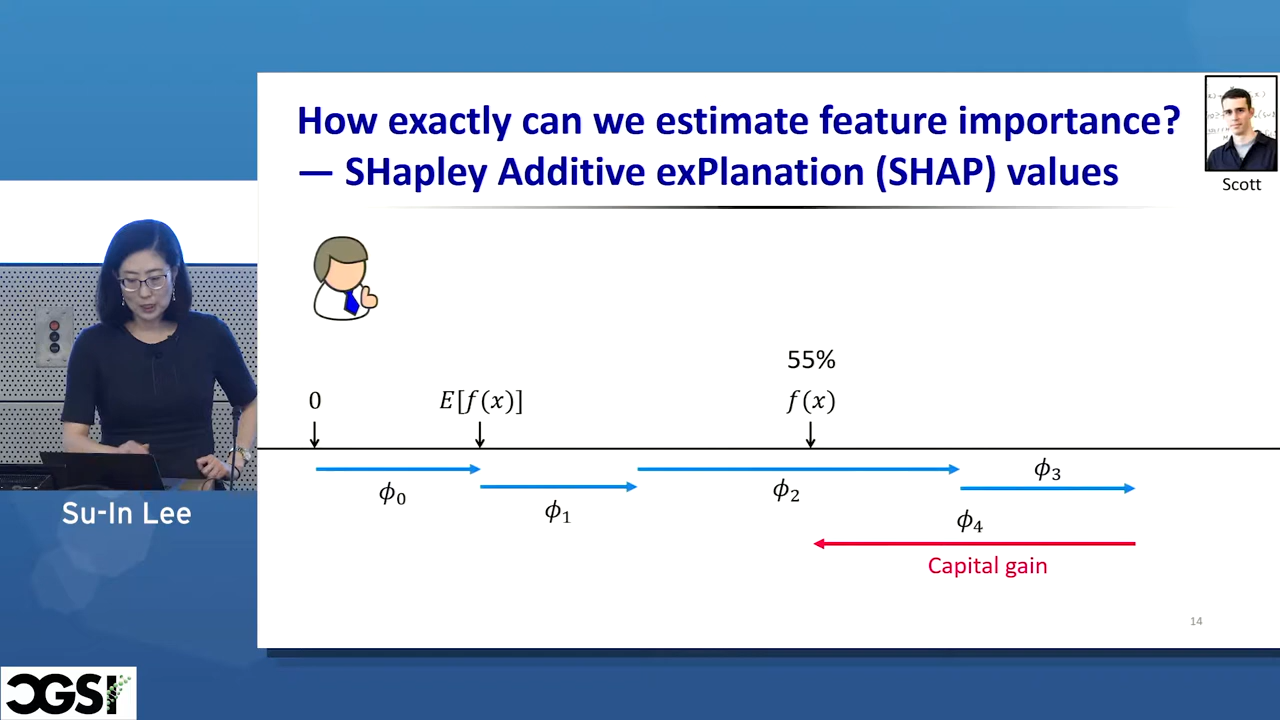 How exactly can we estimate feature importance?
— SHapley Additive exPlanation (SHAP) values
Scott
55%
0
E[f(x)]
f(x)
ϕ0
ϕ1
ϕ2
ϕ3
ϕ4
Capital gain
14
Su-In Lee
CGSI